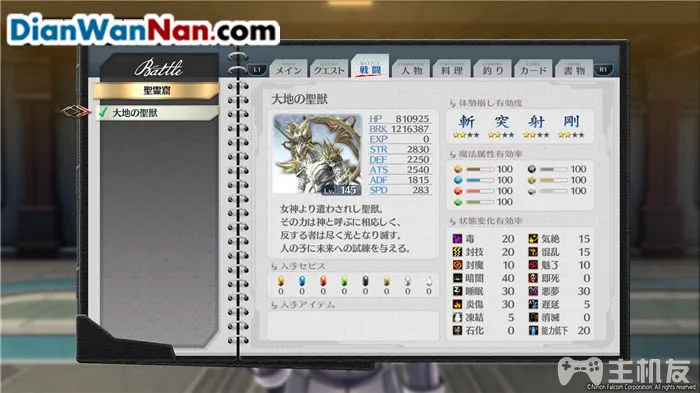 DianWanNan.com
Battle
聖霊窟
大地の聖獣
L1 メイン クエスト 戦闘 人物 料理 釣り カード 書物 R1
BATTLE
大地の聖獣
HP 810925
BRK 1216387
EXP 0
STR 2830
DEF 2250
ATS 2540
ADF 1815
SPD 283
Lv. 145
女神より遣わされし聖獣。
その力は神と呼ぶに相応しく、
反する者は尽く光となり滅す。
人の子に未来への試練を与える。
入手セピス
0 0 0 0 0 0 0
入手アイテム
体勢崩し有効度
斬 突 射 剛
魔法属性有効率
100 100
100 100
100 100
100
状態変化有効率
毒 20 気絶 15
封技 20 混乱 15
封魔 10 魅了 10
暗闇 40 即死 0
睡眠 30 悪夢 30
炎傷 30 遅延 5
凍結 5 消滅 0
石化 0 能力低下 20
主机友
©Nihon Falcom Corporation. All rights reserved.